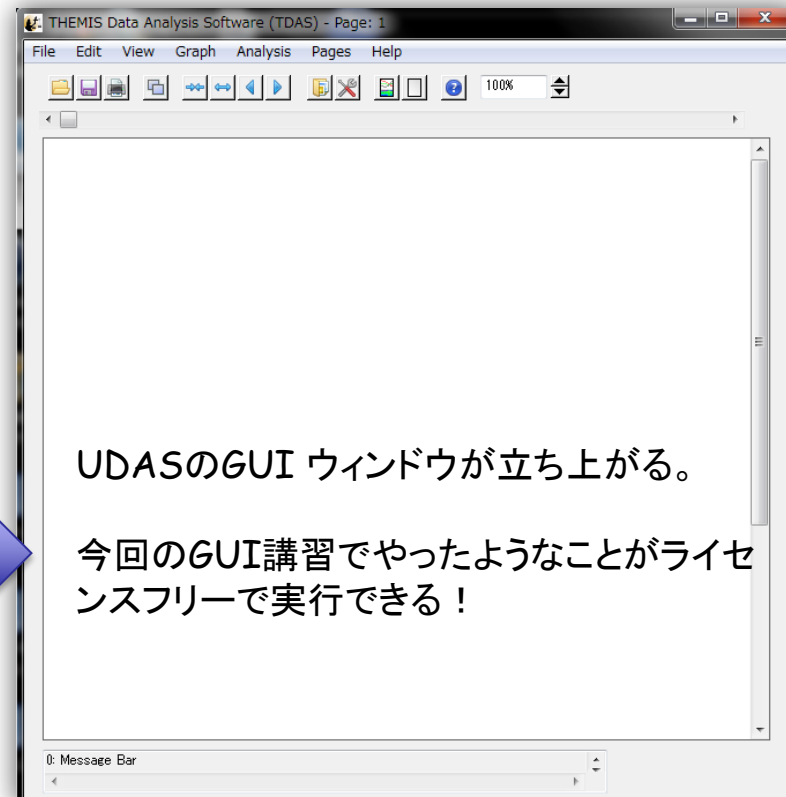 THEMIS Data Analysis Software (TDAS) - Page: 1
File Edit View Graph Analysis Pages Help
100%
UDASのGUI ウィンドウが立ち上がる。
今回のGUI講習でやったようなことがライセ
ンスフリーで実行できる！
0: Message Bar